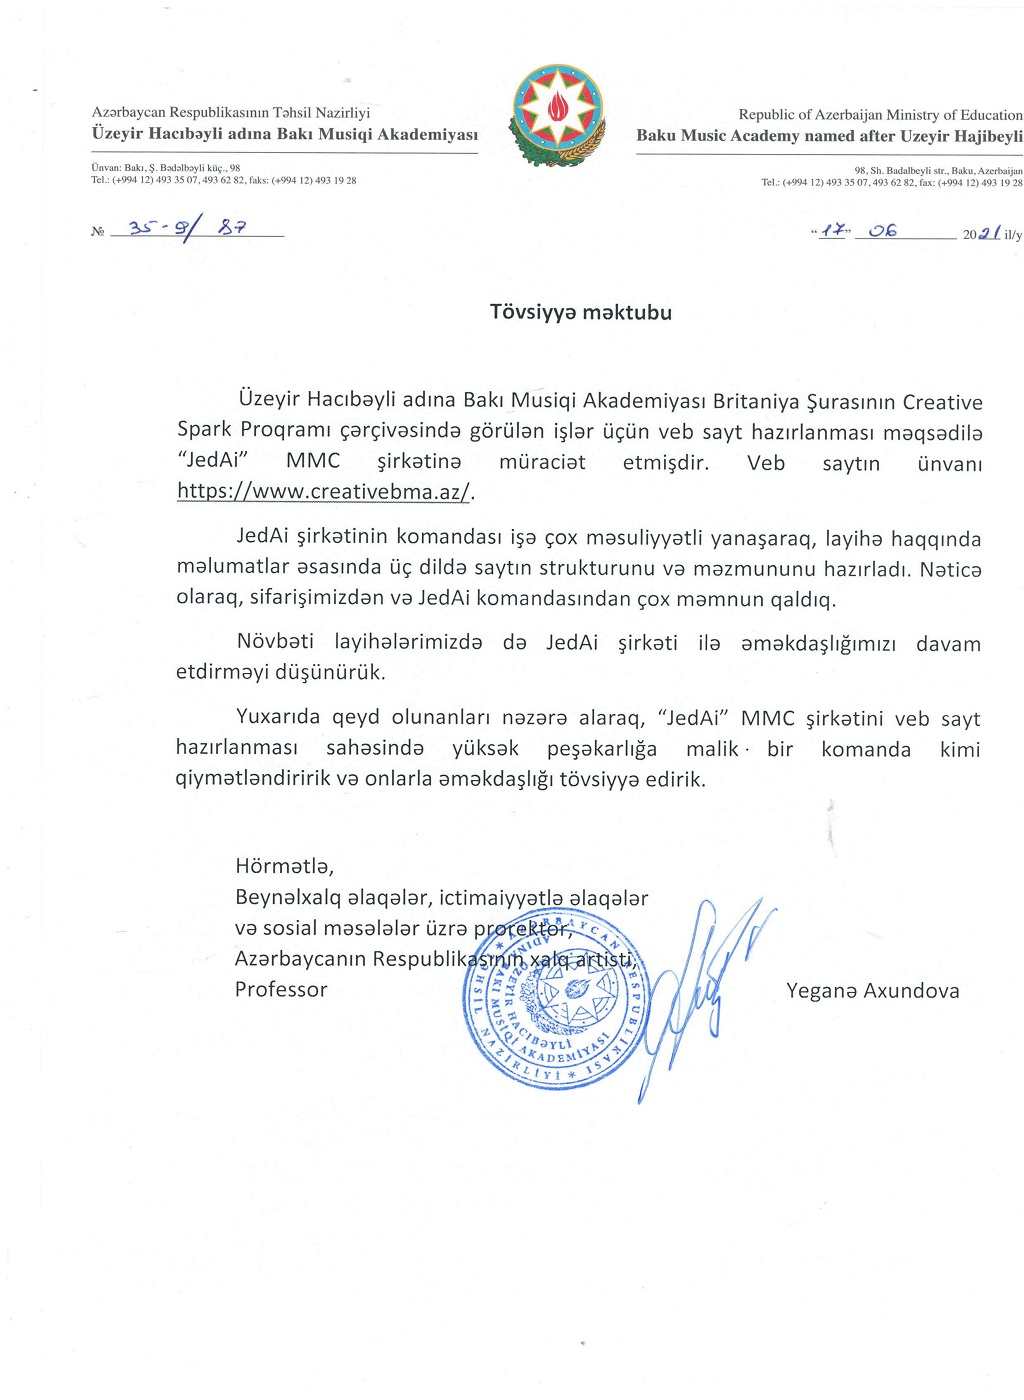 Azərbaycan Respublikasının Təhsil Nazirliyi
Üzeyir Hacıbəyli adına Bakı Musiqi Akademiyası
Ünvan: Bakı, Ş. Bədəlbəyli küç., 98
Tel.: (+994 12) 493 35 07, 493 62 82, faks: (+994 12) 493 19 28
Republic of Azerbaijan Ministry of Education
Baku Music Academy named after Uzeyir Hajibeyli
98, Sh. Badalbeyli str., Baku, Azerbaijan
Tel.: (+994 12) 493 35 07, 493 62 82, fax: (+994 12) 493 19 28
№ 35-9/ 87
"17" 06 2021 il/y
Tövsiyyə məktubu
Üzeyir Hacıbəyli adına Bakı Musiqi Akademiyası Britaniya Şurasının Creative
Spark Proqramı çərçivəsində görülən işlər üçün veb sayt hazırlanması məqsədilə
“JedAi” MMC şirkətinə müraciət etmişdir. Veb saytın ünvanı
https://www.creativebma.az/.
JedAi şirkətinin komandası işə çox məsuliyyətli yanaşaraq, layihə haqqında
məlumatlar əsasında üç dildə saytın strukturunu və məzmununu hazırladı. Nəticə
olaraq, sifarişimizdən və JedAi komandasından çox məmnun qaldıq.
Növbəti layihələrimizdə də JedAi şirkəti ilə əməkdaşlığımızı davam
etdirməyi düşünürük.
Yuxarıda qeyd olunanları nəzərə alaraq, “JedAi” MMC şirkətini veb sayt
hazırlanması sahəsində yüksək peşəkarlığa malik bir komanda kimi
qiymətləndiririk və onlarla əməkdaşlığı tövsiyyə edirik.
Hörmətlə,
Beynəlxalq əlaqələr, ictimaiyyətlə əlaqələr
və sosial məsələlər üzrə prorektor,
Azərbaycanın Respublikasının xalq artisti,
Professor
Yeganə Axundova
AZƏRBAYCAN RESPUBLİKASI * TƏHSİL NAZİRLİYİ *
ÜZEYİR HACIBƏYLİ ADINA BAKI MUSİQİ AKADEMİYASI